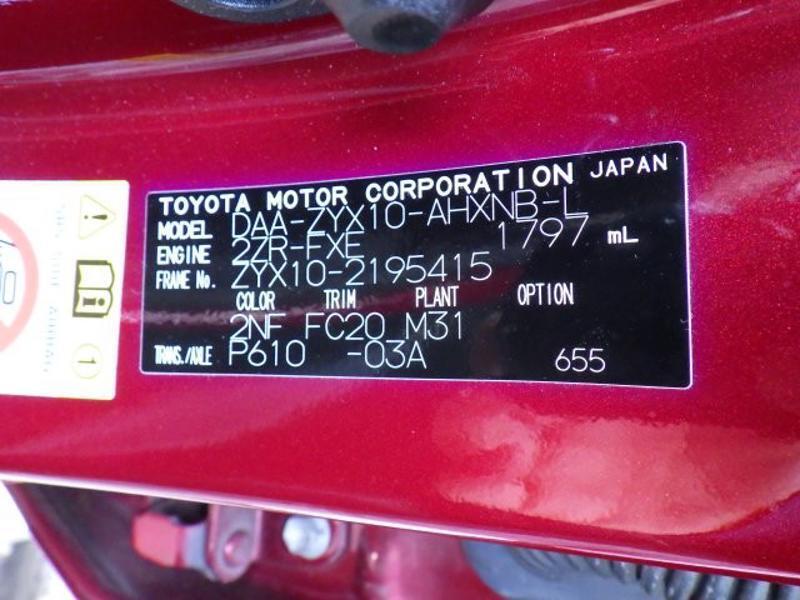 TOYOTA MOTOR CORPORATION JAPAN
MODEL DAA-ZYX10-AHXNB-L
ENGINE 2ZR-FXE 1797 mL
FRAME No. ZYX10-2195415
COLOR TRIM PLANT OPTION
2NF FC20 M31
TRANS./AXLE P610 -03A 655